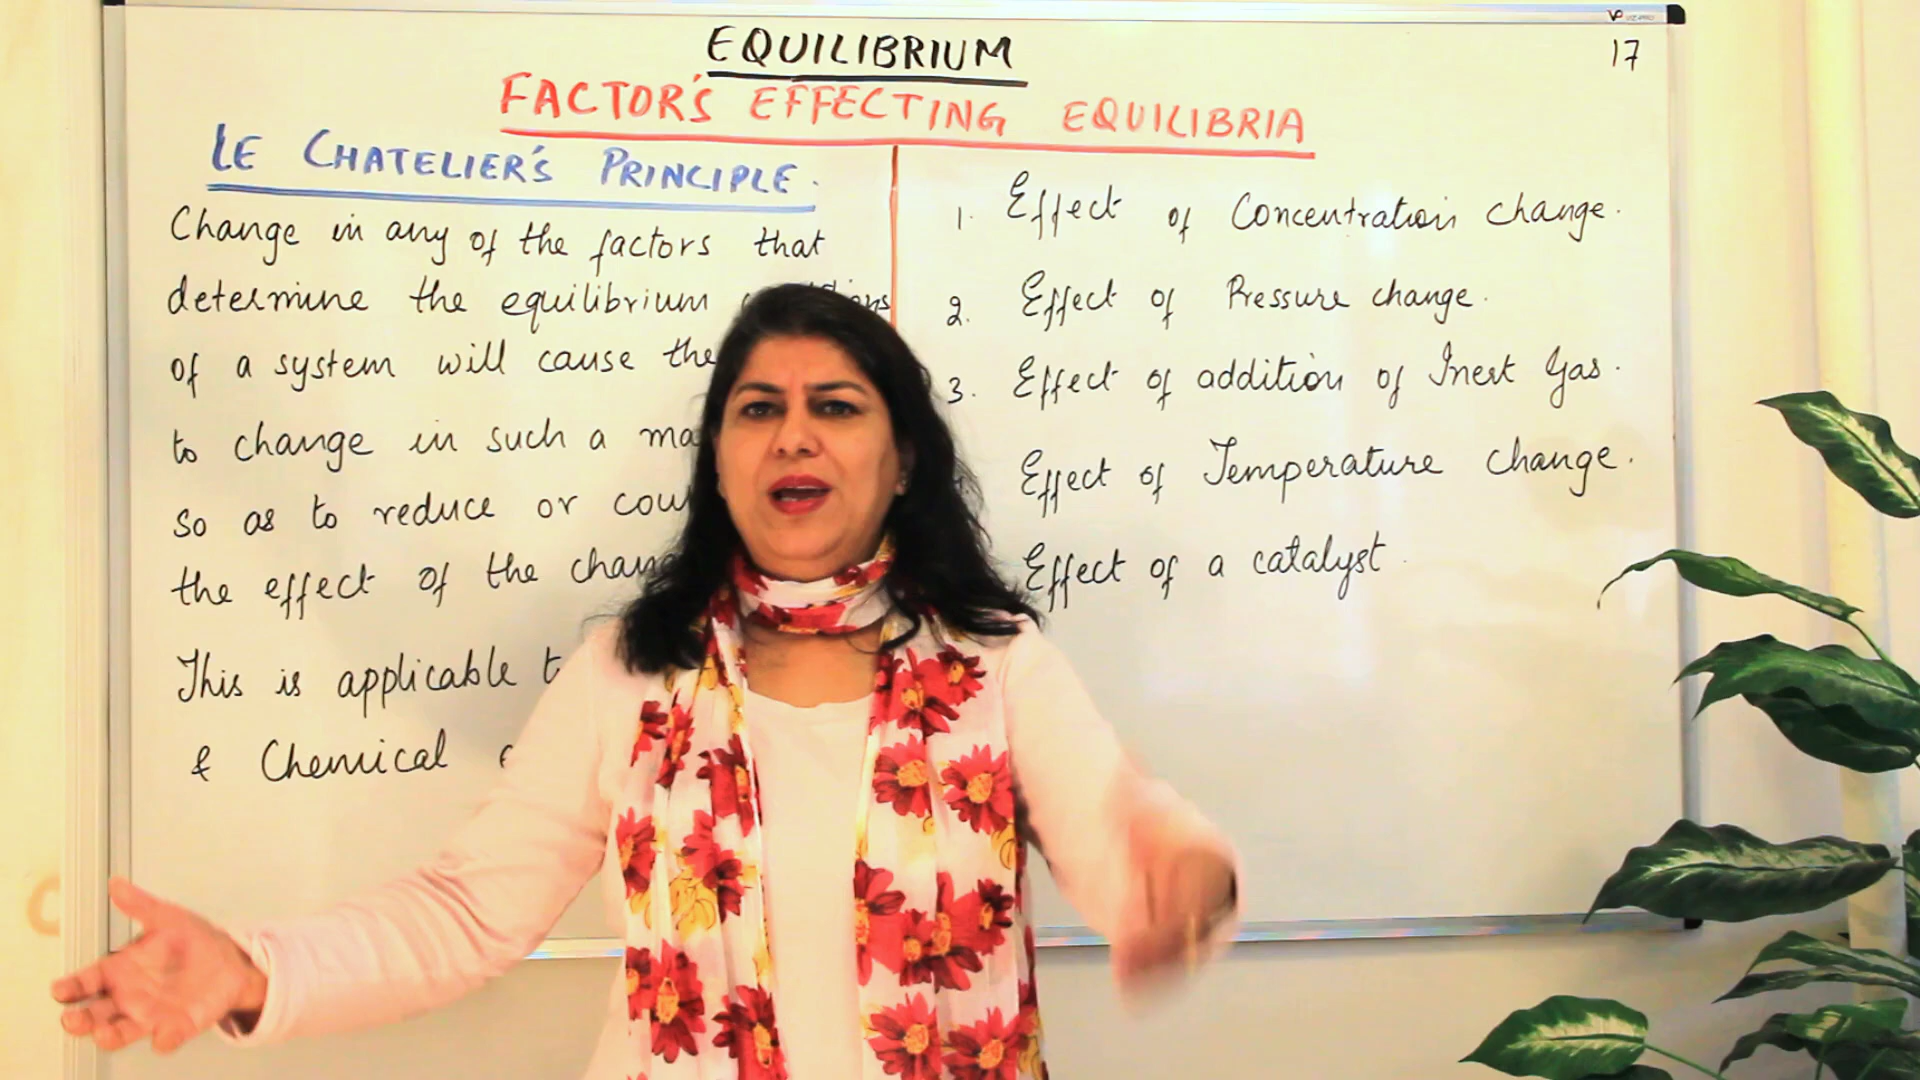 EQUILIBRIUM
17
FACTOR'S EFFECTING EQUILIBRIA
LE CHATELIER'S PRINCIPLE.
Change in any of the factors that
determine the equilibrium
of a system will cause the
to change in such a
so as to reduce or
the effect of the
This is applicable
& Chemical
1. Effect of Concentration change.
2. Effect of Pressure change.
3. Effect of addition of Inert Gas.
Effect of Temperature change.
Effect of a catalyst.